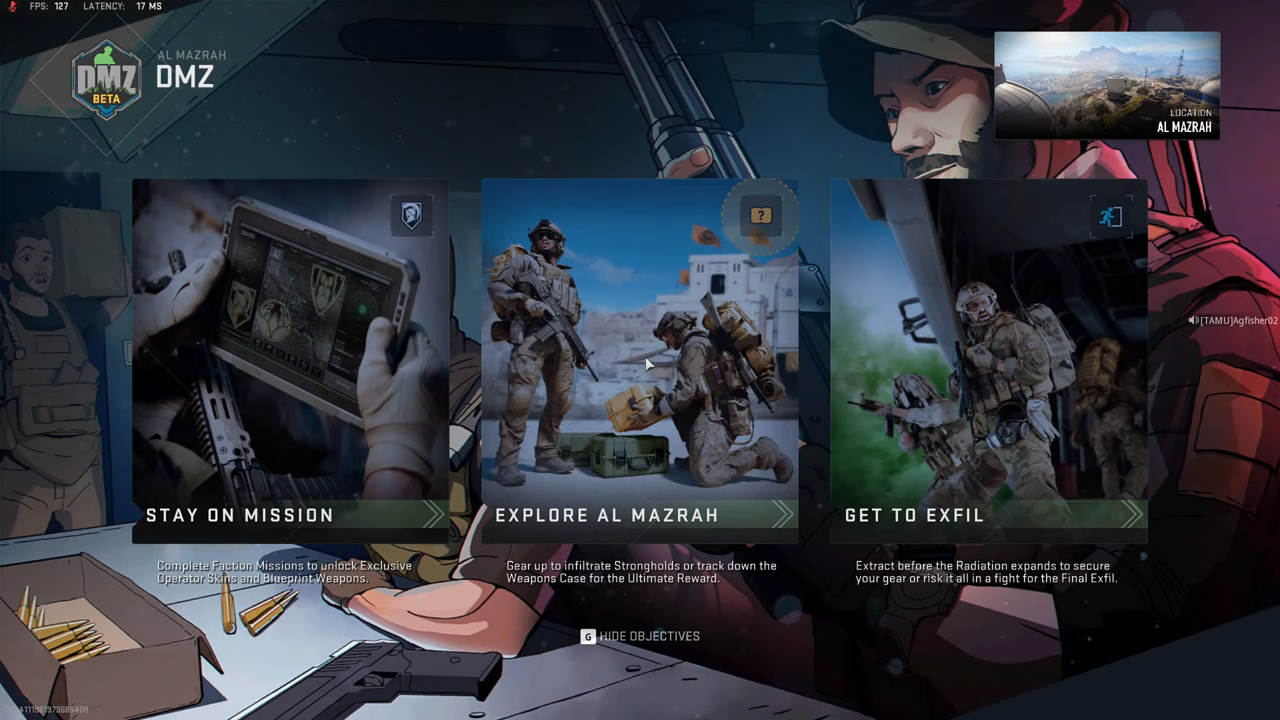 FPS: 127 LATENCY: 17 MS
DMZ
BETA
AL MAZRAH
DMZ
LOCATION
AL MAZRAH
?
[TAMU]Agfisher02
STAY ON MISSION
EXPLORE AL MAZRAH
GET TO EXFIL
Complete Faction Missions to unlock Exclusive
Operator Skins and Blueprint Weapons.
Gear up to infiltrate Strongholds or track down the
Weapons Case for the Ultimate Reward.
Extract before the Radiation expands to secure
your gear or risk it all in a fight for the Final Exfil.
G HIDE OBJECTIVES